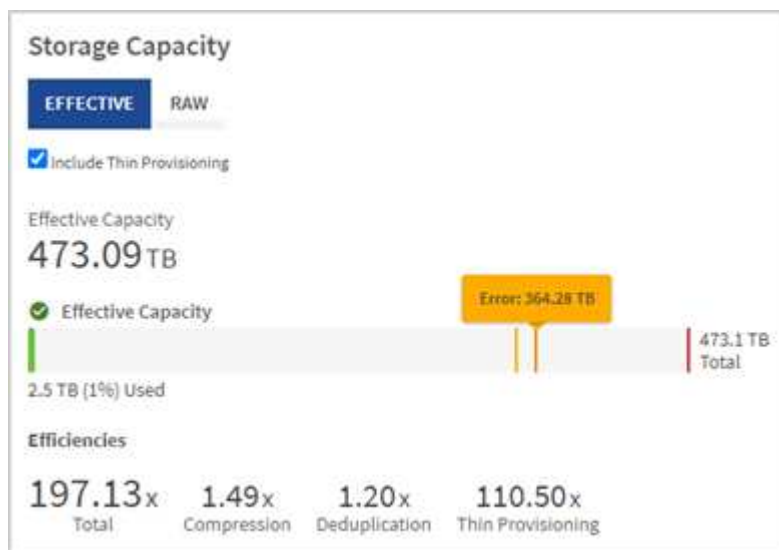 Storage Capacity
EFFECTIVE RAW
Include Thin Provisioning
Effective Capacity
473.09 TB
Error: 364.28 TB
Effective Capacity
473.1 TB
Total
2.5 TB (1%) Used
Efficiencies
197.13x 1.49x 1.20x 110.50x
Total Compression Deduplication Thin Provisioning